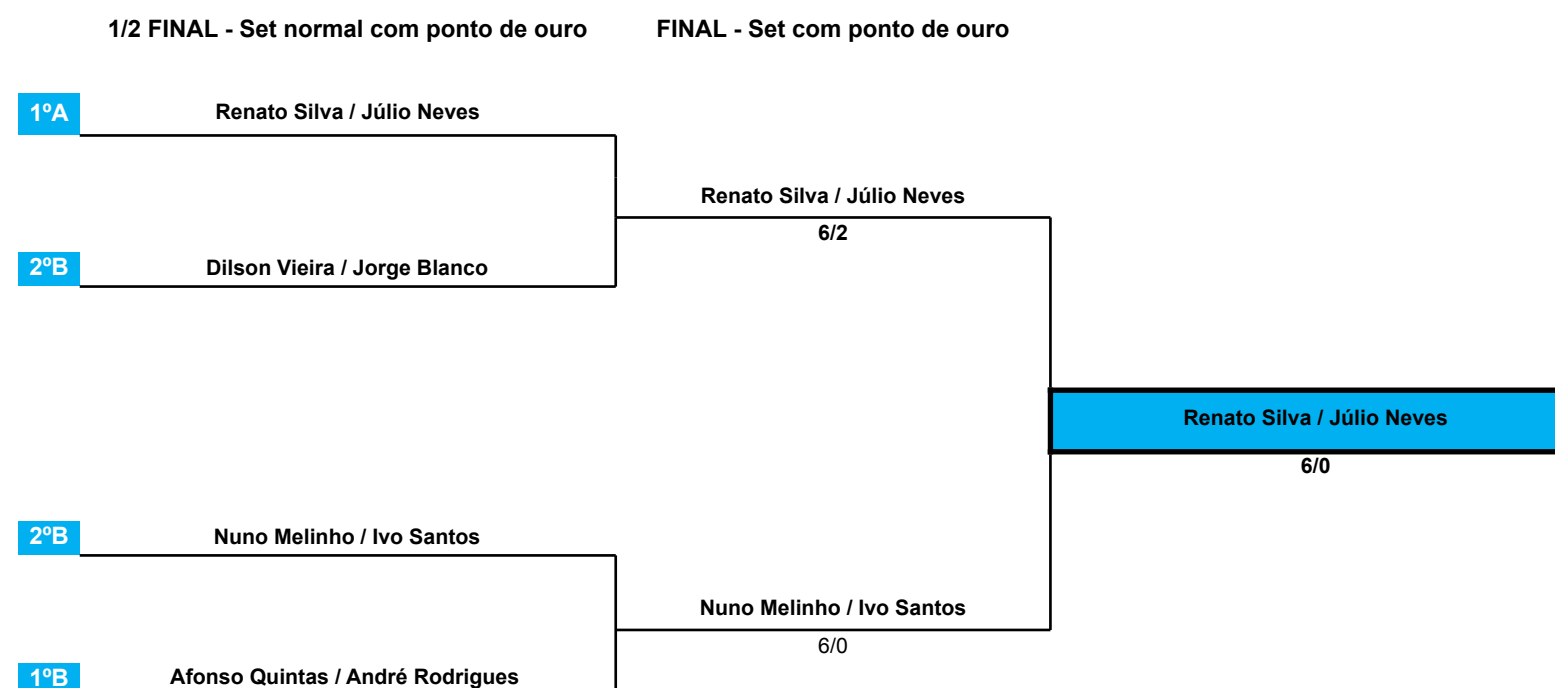 1/2 FINAL - Set normal com ponto de ouro
FINAL - Set com ponto de ouro
1ºA
Renato Silva / Júlio Neves
Renato Silva / Júlio Neves
6/2
2ºB
Dilson Vieira / Jorge Blanco
Renato Silva / Júlio Neves
6/0
2ºB
Nuno Melinho / Ivo Santos
Nuno Melinho / Ivo Santos
6/0
1ºB
Afonso Quintas / André Rodrigues